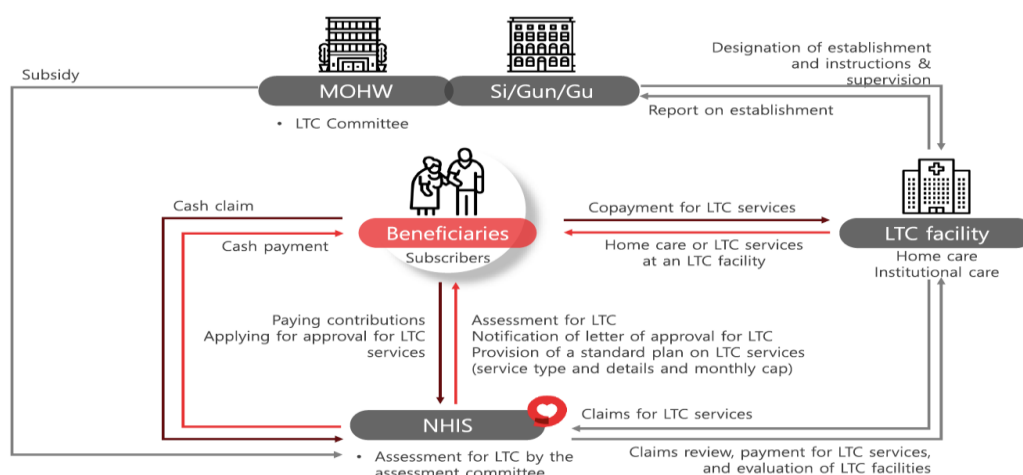 Designation of establishment
and instructions &
supervision
Subsidy
MOHW
Si/Gun/Gu
Report on establishment
• LTC Committee
Cash claim
Copayment for LTC services
Beneficiaries
LTC facility
Cash payment
Home care or LTC services
at an LTC facility
Subscribers
Home care
Institutional care
Paying contributions
Applying for approval for LTC
services
Assessment for LTC
Notification of letter of approval for LTC
Provision of a standard plan on LTC services
(service type and details and monthly cap)
Claims for LTC services
NHIS
• Assessment for LTC by the
assessment committee
Claims review, payment for LTC services,
and evaluation of LTC facilities